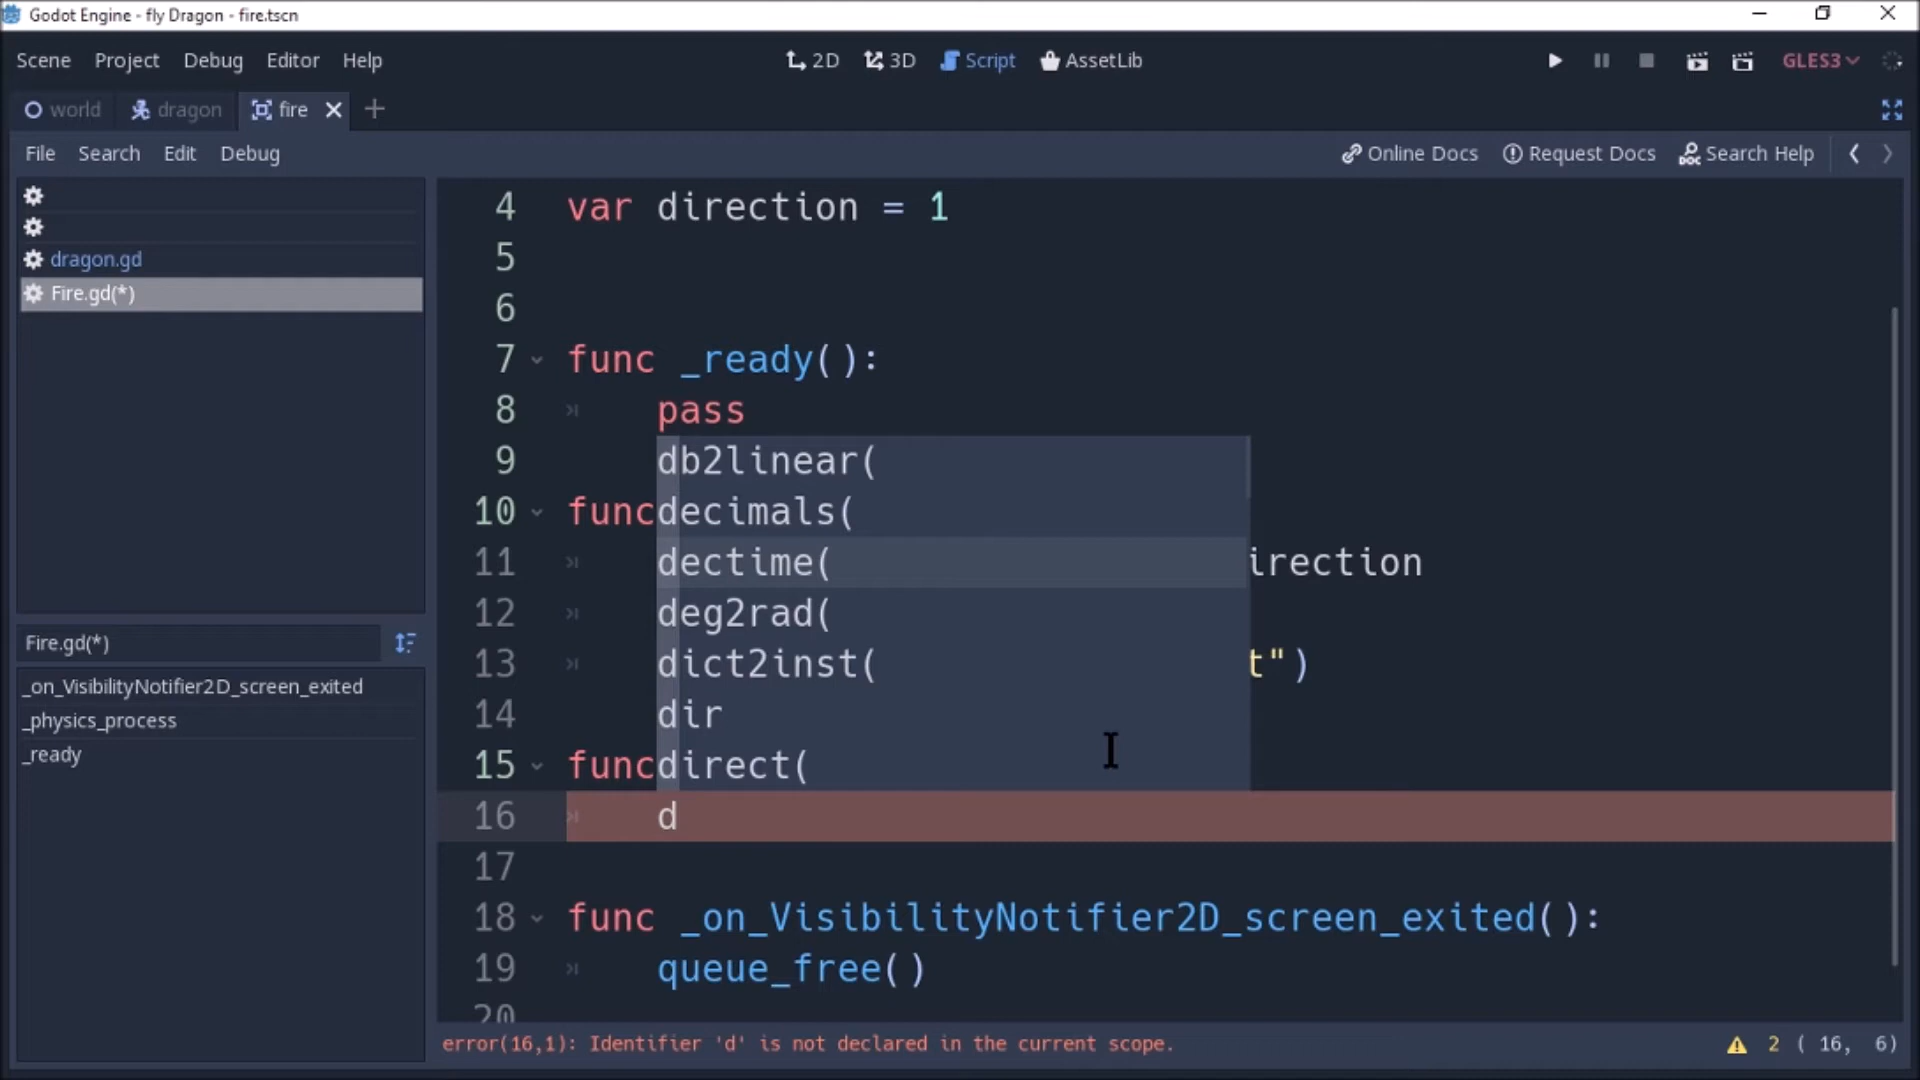 Godot Engine - fly Dragon - fire.tscn
Scene Project Debug Editor Help 2D 3D Script AssetLib GLES3
world dragon fire
File Search Edit Debug Online Docs Request Docs Search Help
dragon.gd
Fire.gd(*)
Fire.gd(*)
_on_VisibilityNotifier2D_screen_exited
_physics_process
_ready
4 var direction = 1
5
6
7 func _ready():
8 pass
9 db2linear(
10 func decimals(
11 dectime( irection
12 deg2rad(
13 dict2inst( t")
14 dir
15 func direct(
16 d
17
18 func _on_VisibilityNotifier2D_screen_exited():
19 queue_free()
20
error(16,1): Identifier 'd' is not declared in the current scope. 2 ( 16, 6)